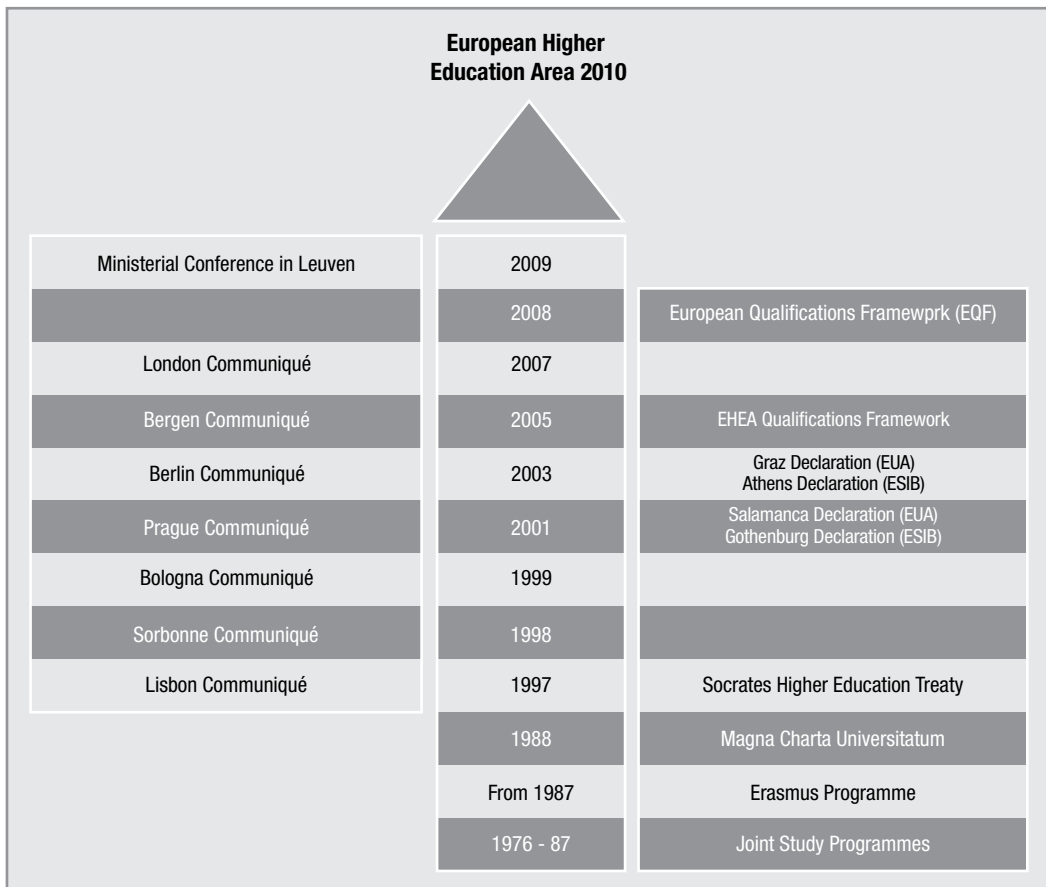 European Higher
Education Area 2010
Ministerial Conference in Leuven
2009
2008
European Qualifications Framewprk (EQF)
London Communiqué
2007
Bergen Communiqué
2005
EHEA Qualifications Framework
Berlin Communiqué
2003
Graz Declaration (EUA)
Athens Declaration (ESIB)
Prague Communiqué
2001
Salamanca Declaration (EUA)
Gothenburg Declaration (ESIB)
Bologna Communiqué
1999
Sorbonne Communiqué
1998
Lisbon Communiqué
1997
Socrates Higher Education Treaty
1988
Magna Charta Universitatum
From 1987
Erasmus Programme
1976 - 87
Joint Study Programmes